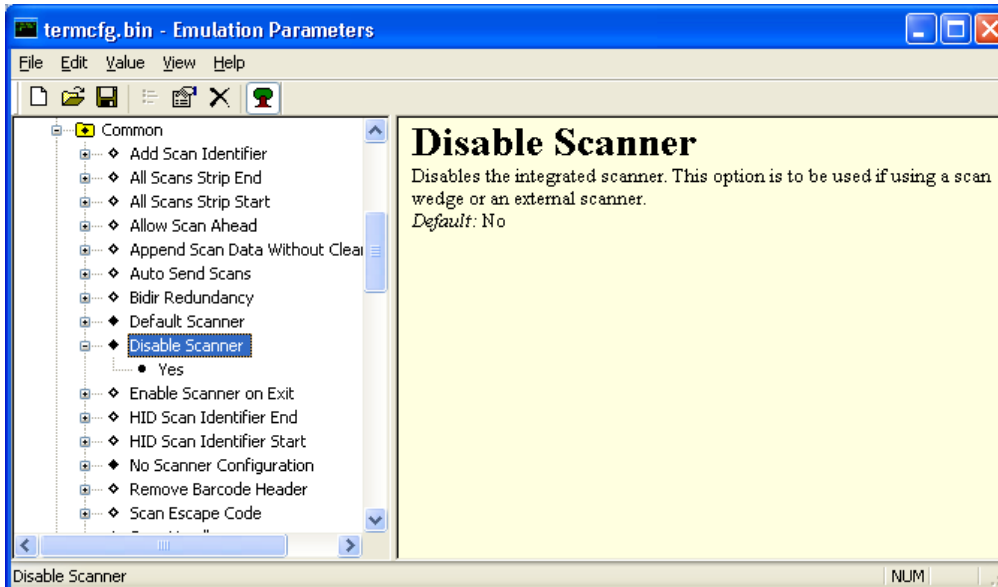 termcfg.bin - Emulation Parameters
File Edit Value View Help
Common
Add Scan Identifier
All Scans Strip End
All Scans Strip Start
Allow Scan Ahead
Append Scan Data Without Clear
Auto Send Scans
Bidir Redundancy
Default Scanner
Disable Scanner
Yes
Enable Scanner on Exit
HID Scan Identifier End
HID Scan Identifier Start
No Scanner Configuration
Remove Barcode Header
Scan Escape Code
Disable Scanner
Disables the integrated scanner. This option is to be used if using a scan
wedge or an external scanner.
Default: No
Disable Scanner
NUM